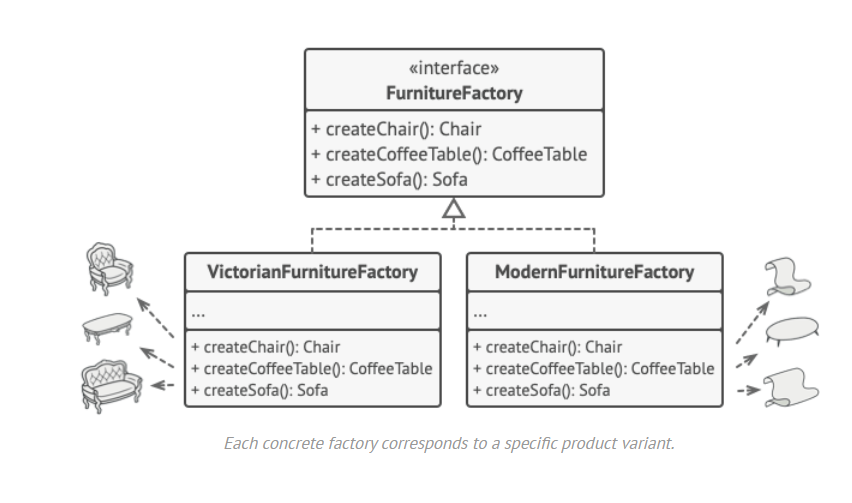 «interface»
FurnitureFactory
+ createChair(): Chair
+ createCoffeeTable(): CoffeeTable
+ createSofa(): Sofa
VictorianFurnitureFactory
...
+ createChair(): Chair
+ createCoffeeTable(): CoffeeTable
+ createSofa(): Sofa
ModernFurnitureFactory
...
+ createChair(): Chair
+ createCoffeeTable(): CoffeeTable
+ createSofa(): Sofa
Each concrete factory corresponds to a specific product variant.